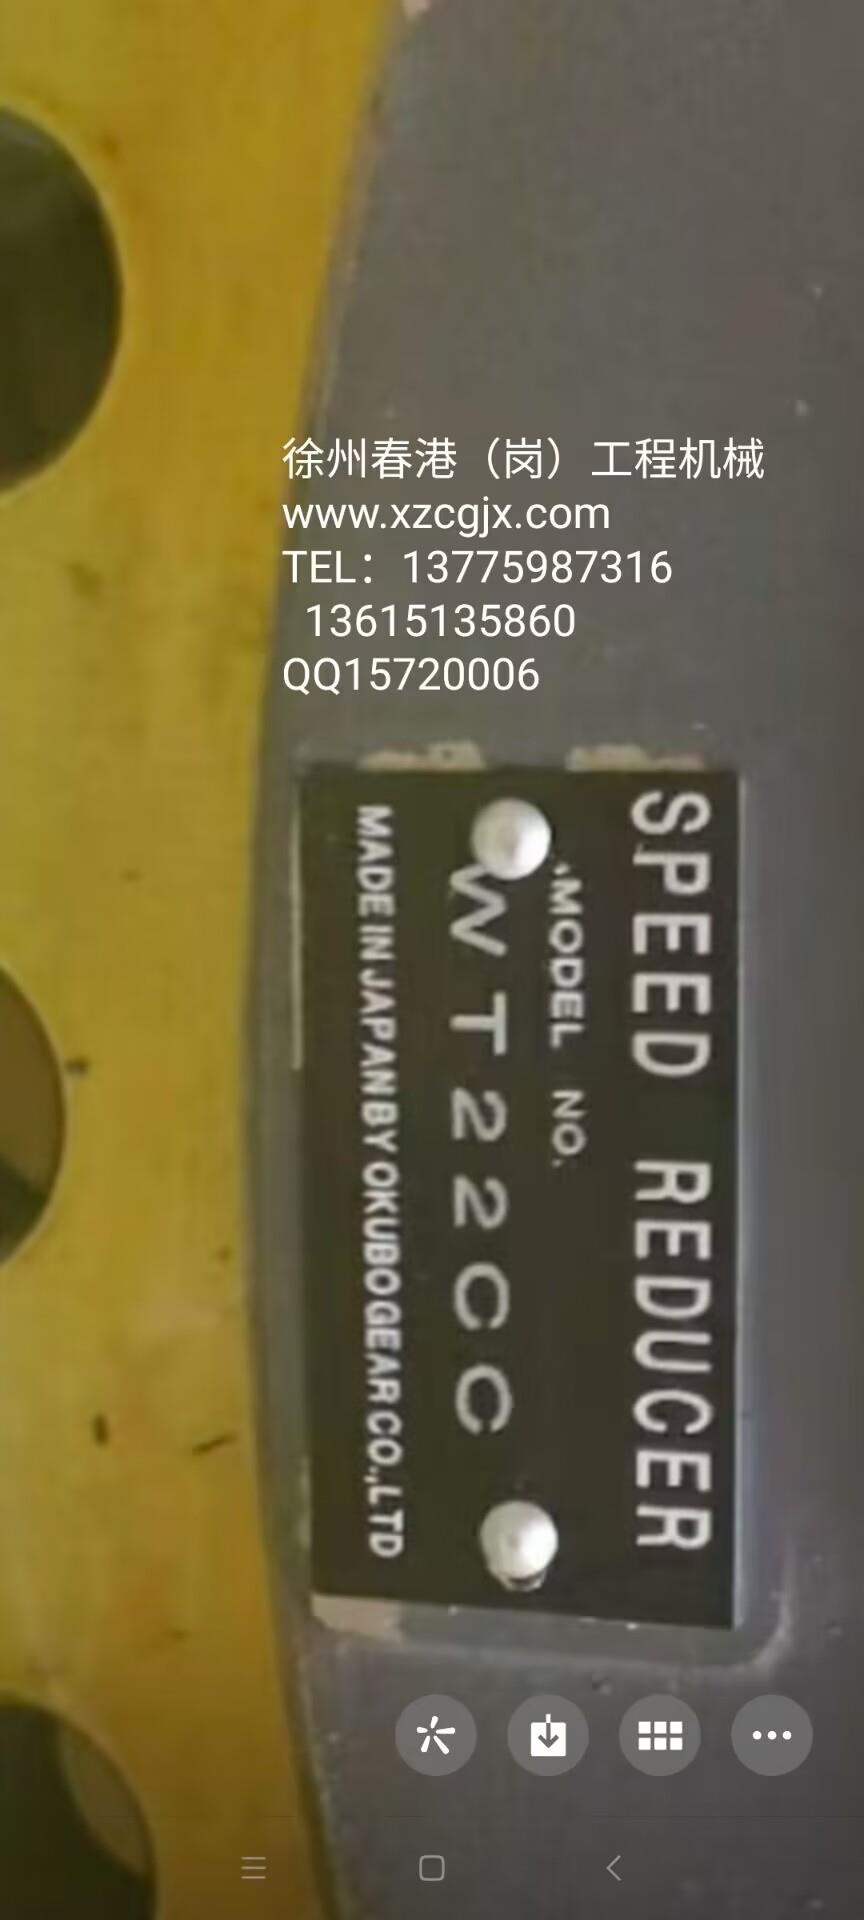 徐州春港（岗）工程机械
www.xzcgjx.com
TEL：13775987316
13615135860
QQ15720006
SPEED REDUCER
MODEL NO.
WT22CC
MADE IN JAPAN BY OKUBO GEAR CO.,LTD